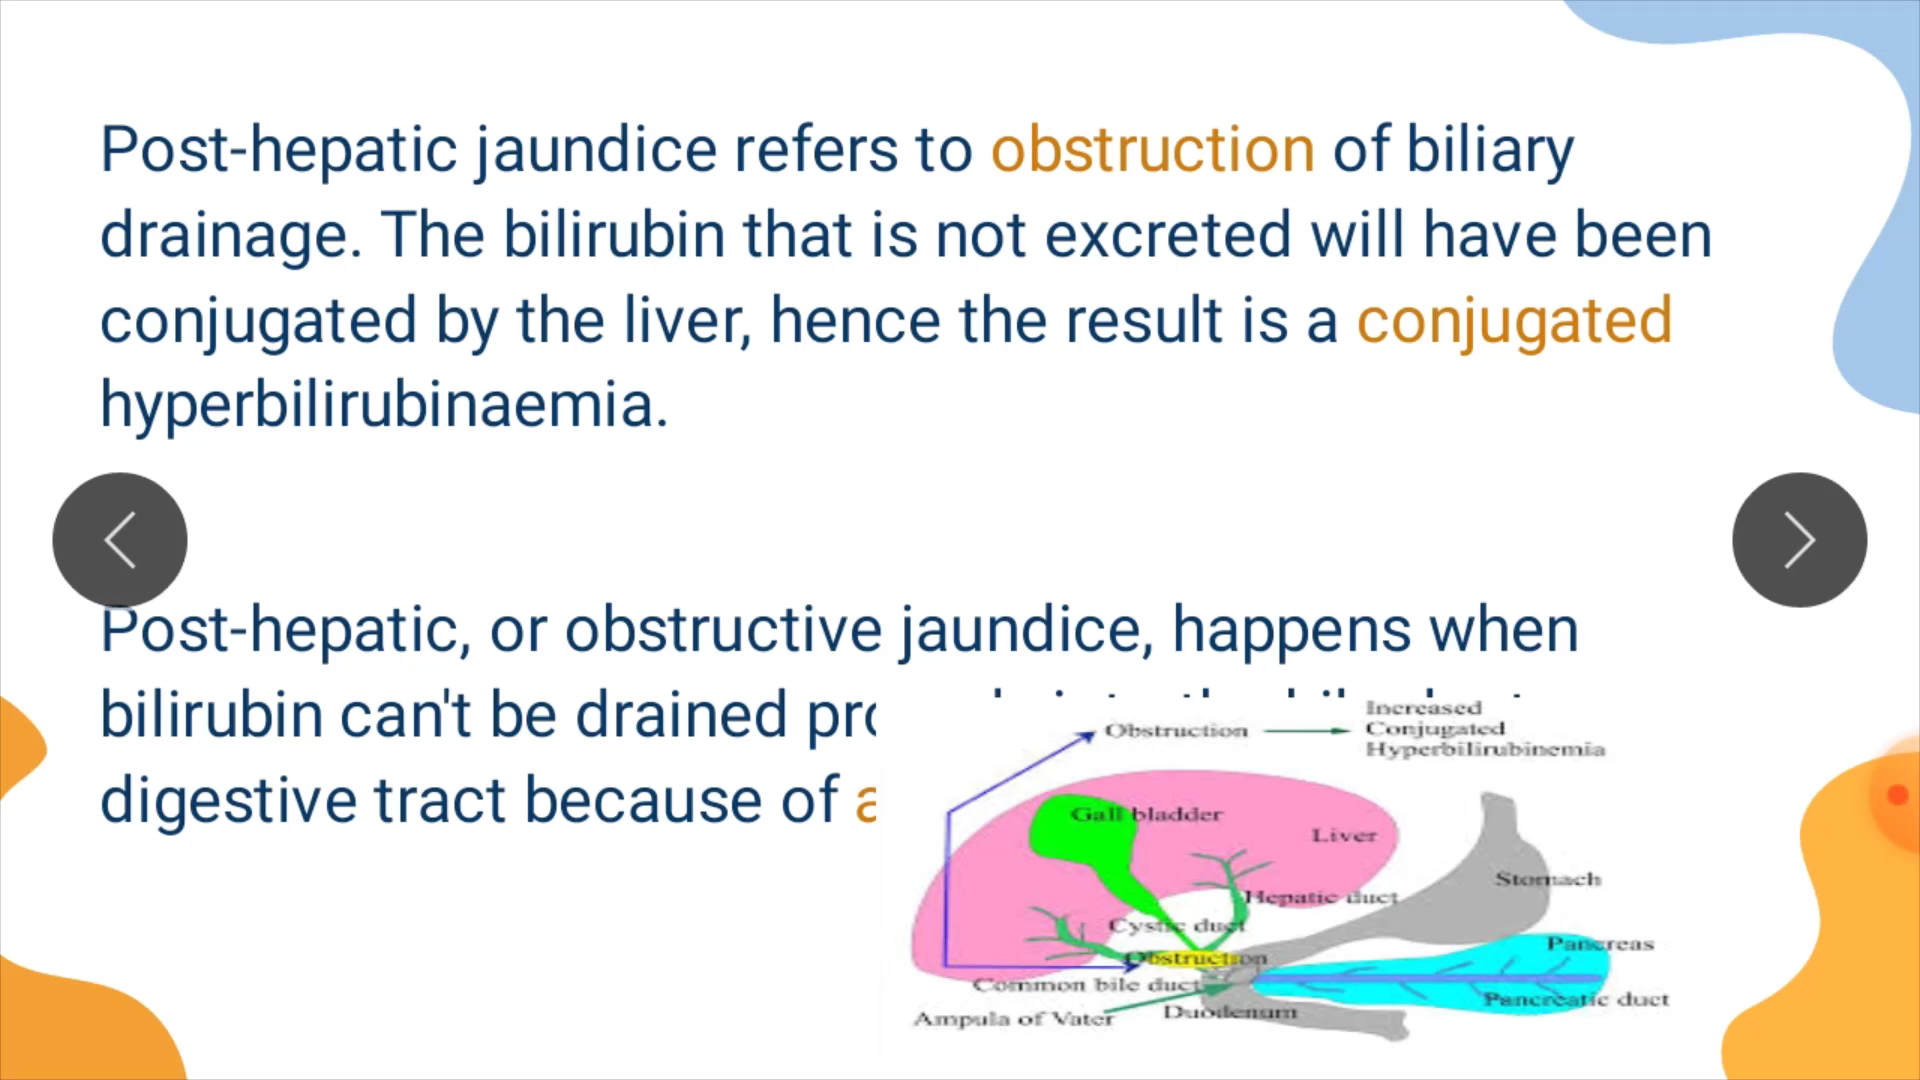 Post-hepatic jaundice refers to obstruction of biliary
drainage. The bilirubin that is not excreted will have been
conjugated by the liver, hence the result is a conjugated
hyperbilirubinaemia.
Post-hepatic, or obstructive jaundice, happens when
bilirubin can't be drained
digestive tract because of
Increased
Obstruction
Conjugated
Hyperbilirubinemia
Gall bladder
Liver
Stomach
Hepatic duct
Cystic duct
Pancreas
Obstruction
Common bile duct
Pancreatic duct
Duodenum
Ampula of Vater